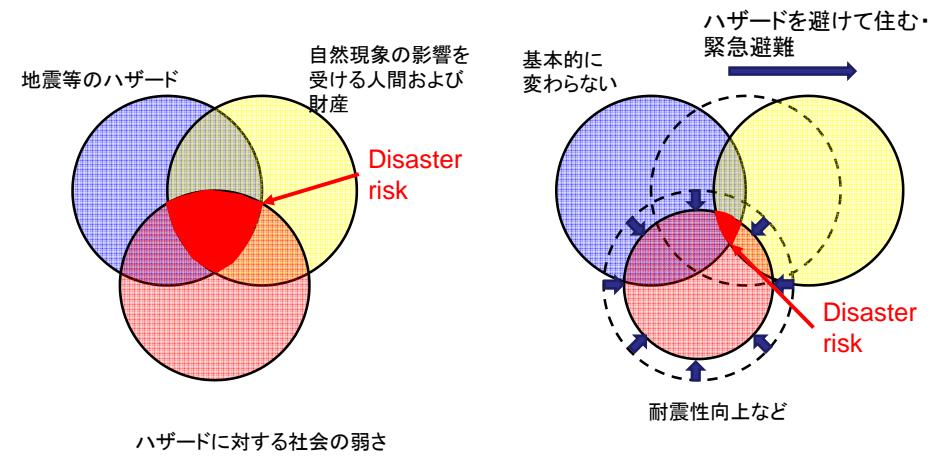 地震等のハザード
自然現象の影響を
受ける人間および
財産
Disaster
risk
ハザードに対する社会の弱さ
ハザードを避けて住む・
緊急避難
基本的に
変わらない
Disaster
risk
耐震性向上など